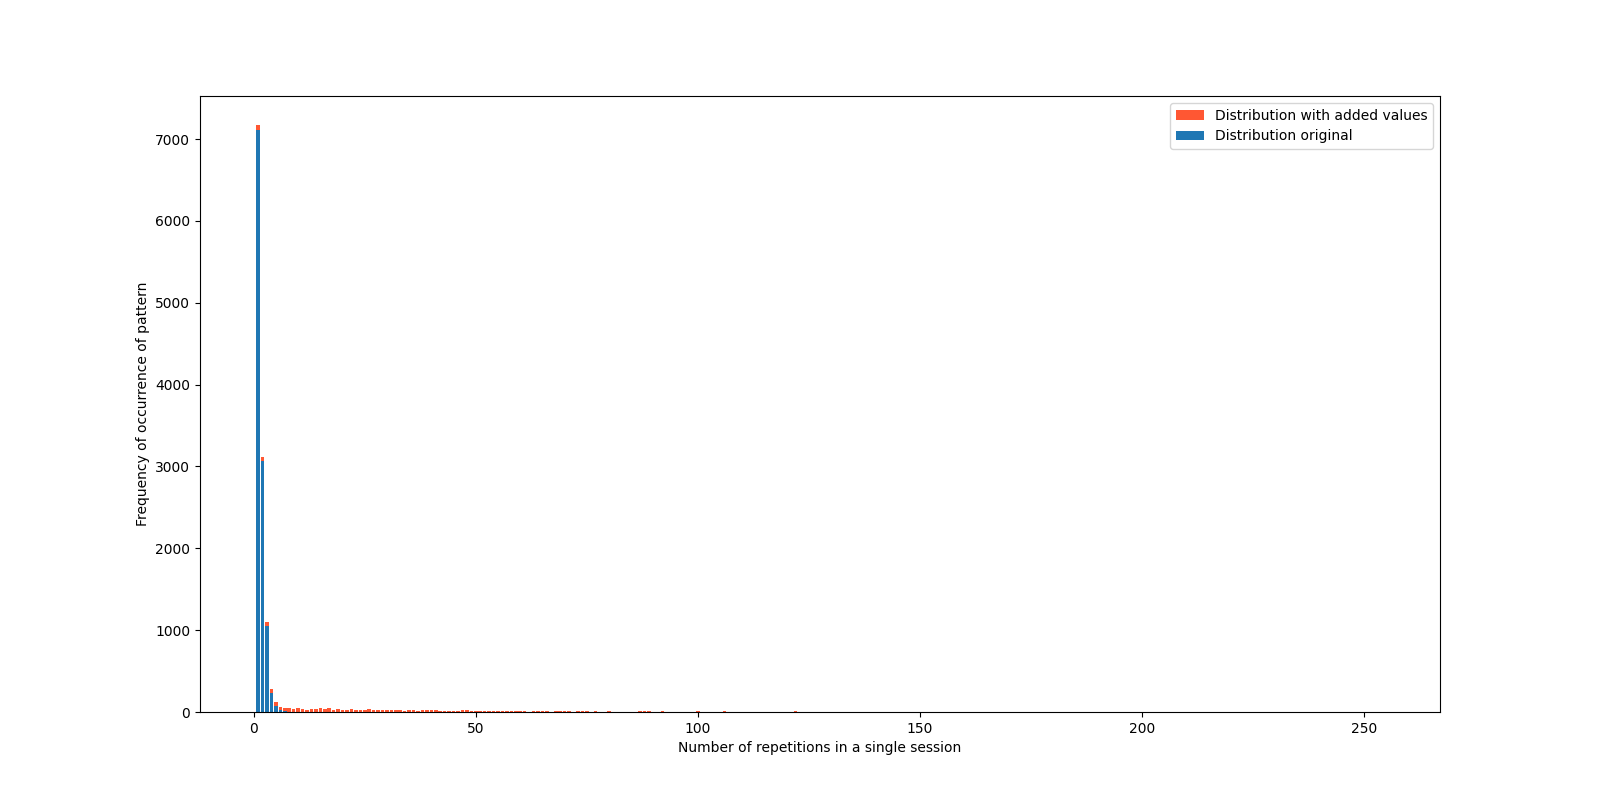 Distribution with added values
Distribution original
7000
6000
5000
4000
3000
2000
1000
0
Frequency of occurrence of pattern
0 50 100 150 200 250
Number of repetitions in a single session